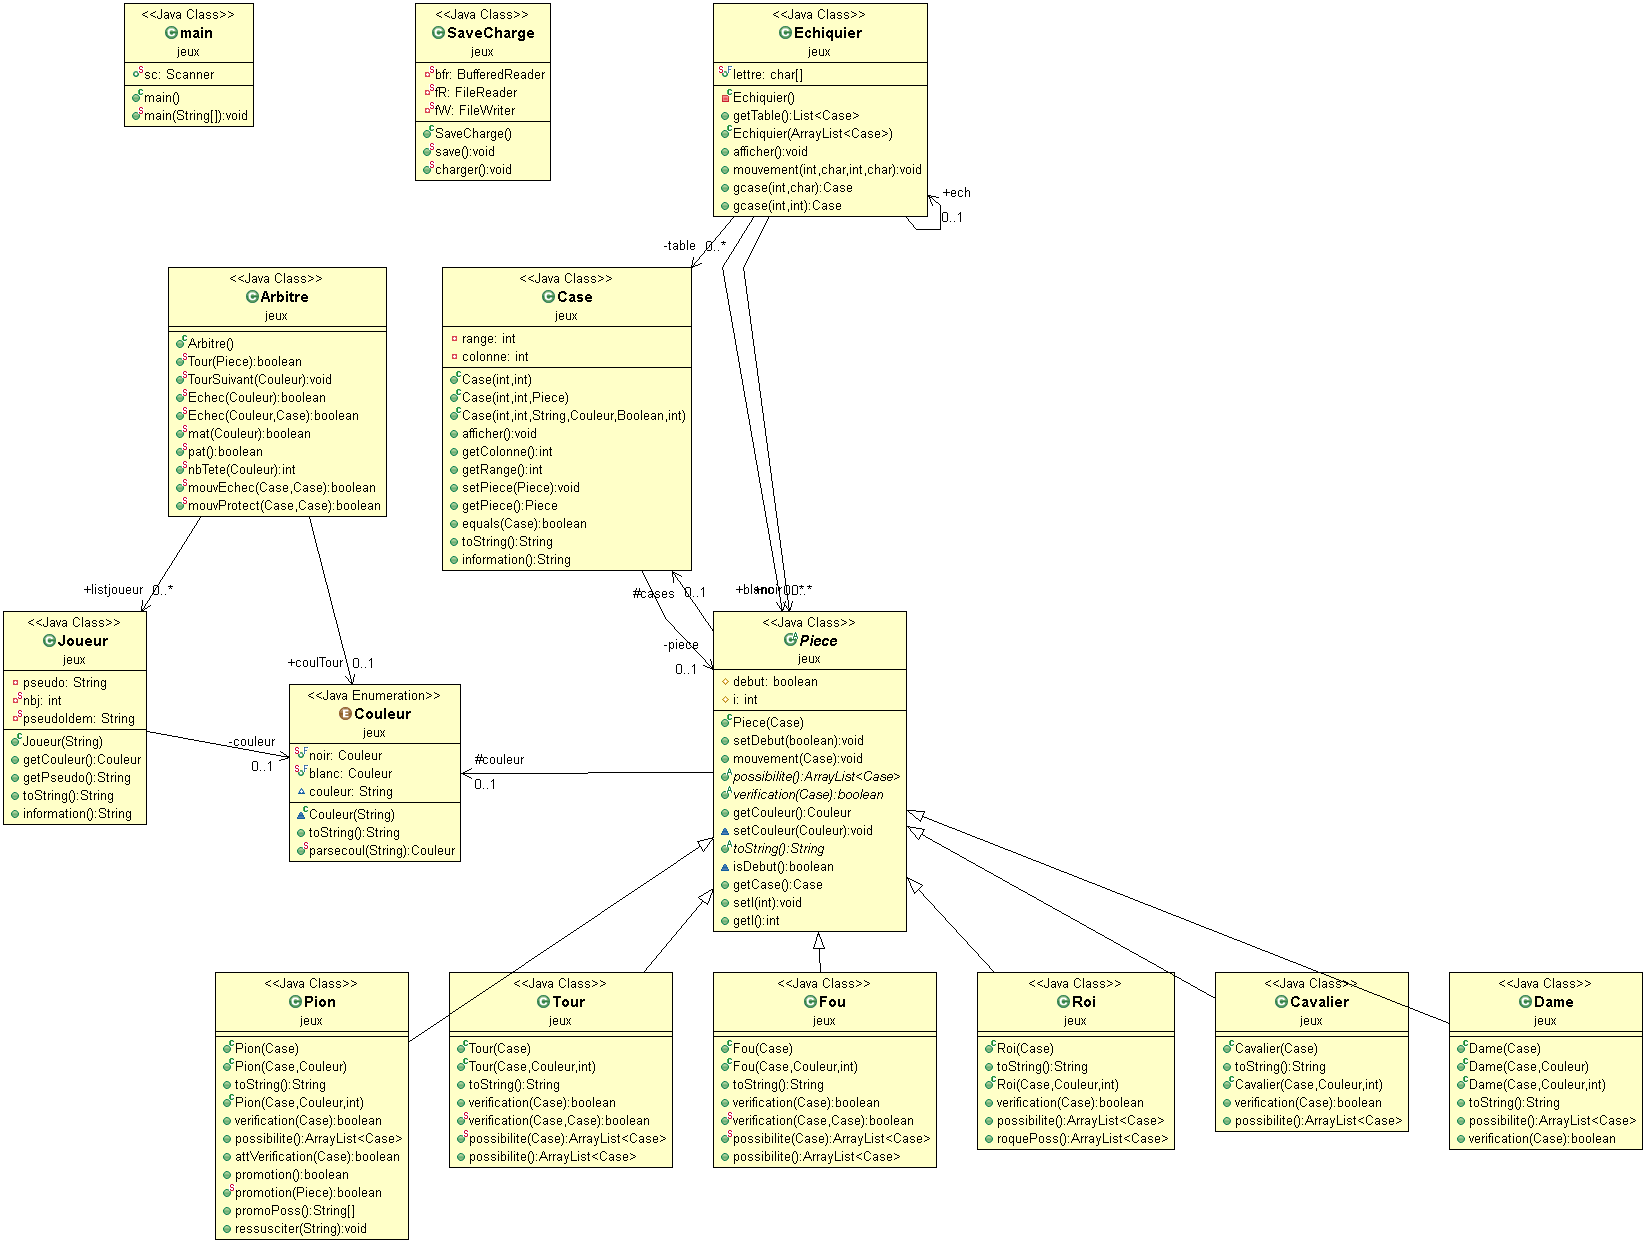 <<Java Class>>
main
jeux
sc: Scanner
main()
main(String[]):void
<<Java Class>>
SaveCharge
jeux
bfr: BufferedReader
fR: FileReader
fW: FileWriter
SaveCharge()
save():void
charger():void
<<Java Class>>
Echiquier
jeux
lettre: char[]
Echiquier()
getTable():List<Case>
Echiquier(ArrayList<Case>)
afficher():void
mouvement(int,char,int,char):void
gcase(int,char):Case
gcase(int,int):Case
+ech
0..1
-table 0..*
<<Java Class>>
Arbitre
jeux
Arbitre()
Tour(Piece):boolean
TourSuivant(Couleur):void
Echec(Couleur):boolean
Echec(Couleur,Case):boolean
mat(Couleur):boolean
pat():boolean
nbTete(Couleur):int
mouvEchec(Case,Case):boolean
mouvProtect(Case,Case):boolean
<<Java Class>>
Case
jeux
range: int
colonne: int
Case(int,int)
Case(int,int,Piece)
Case(int,int,String,Couleur,Boolean,int)
afficher():void
getColonne():int
getRange():int
setPiece(Piece):void
getPiece():Piece
equals(Case):boolean
toString():String
information():String
+listjoueur 0..*
#cases 0..1
-piece
0..1
+coulTour 0..1
<<Java Class>>
Joueur
jeux
pseudo: String
nbj: int
pseudoIdem: String
Joueur(String)
getCouleur():Couleur
getPseudo():String
toString():String
information():String
-couleur
0..1
<<Java Enumeration>>
Couleur
jeux
noir: Couleur
blanc: Couleur
couleur: String
Couleur(String)
toString():String
parsecoul(String):Couleur
#couleur
0..1
<<Java Class>>
Piece
jeux
debut: boolean
i: int
Piece(Case)
setDebut(boolean):void
mouvement(Case):void
possibilite():ArrayList<Case>
verification(Case):boolean
getCouleur():Couleur
setCouleur(Couleur):void
toString():String
isDebut():boolean
getCase():Case
setI(int):void
getI():int
<<Java Class>>
Pion
jeux
Pion(Case)
Pion(Case,Couleur)
toString():String
Pion(Case,Couleur,int)
verification(Case):boolean
possibilite():ArrayList<Case>
attVerification(Case):boolean
promotion():boolean
promotion(Piece):boolean
promoPoss():String[]
ressusciter(String):void
<<Java Class>>
Tour
jeux
Tour(Case)
Tour(Case,Couleur,int)
toString():String
verification(Case):boolean
verification(Case,Case):boolean
possibilite(Case):ArrayList<Case>
possibilite():ArrayList<Case>
<<Java Class>>
Fou
jeux
Fou(Case)
Fou(Case,Couleur,int)
toString():String
verification(Case):boolean
verification(Case,Case):boolean
possibilite(Case):ArrayList<Case>
possibilite():ArrayList<Case>
<<Java Class>>
Roi
jeux
Roi(Case)
toString():String
Roi(Case,Couleur,int)
verification(Case):boolean
possibilite():ArrayList<Case>
roquePoss():ArrayList<Case>
<<Java Class>>
Cavalier
jeux
Cavalier(Case)
toString():String
Cavalier(Case,Couleur,int)
verification(Case):boolean
possibilite():ArrayList<Case>
<<Java Class>>
Dame
jeux
Dame(Case)
Dame(Case,Couleur)
Dame(Case,Couleur,int)
toString():String
possibilite():ArrayList<Case>
verification(Case):boolean